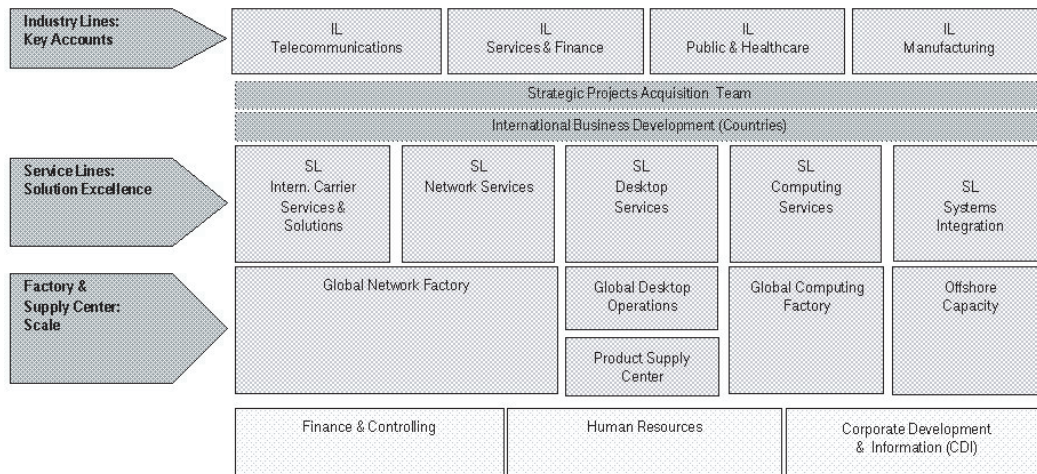 Industry Lines:
Key Accounts
IL
Telecommunications
IL
Services & Finance
IL
Public & Healthcare
IL
Manufacturing
Strategic Projects Acquisition Team
International Business Development (Countries)
Service Lines:
Solution Excellence
SL
Intern. Carrier
Services &
Solutions
SL
Network Services
SL
Desktop
Services
SL
Computing
Services
SL
Systems
Integration
Factory &
Supply Center:
Scale
Global Network Factory
Global Desktop
Operations
Product Supply
Center
Global Computing
Factory
Offshore
Capacity
Finance & Controlling
Human Resources
Corporate Development
& Information (CDI)